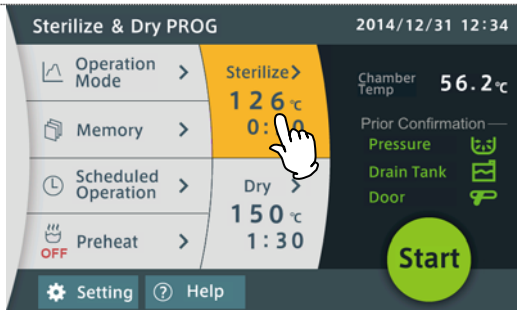 Sterilize & Dry PROG
2014/12/31 12:34
Operation
Mode >
Memory >
Scheduled
Operation >
OFF Preheat >
Sterilize>
126℃
Dry >
150℃
1:30
Chamber
Temp 56.2℃
Prior Confirmation
Pressure
Drain Tank
Door
Start
Setting
? Help